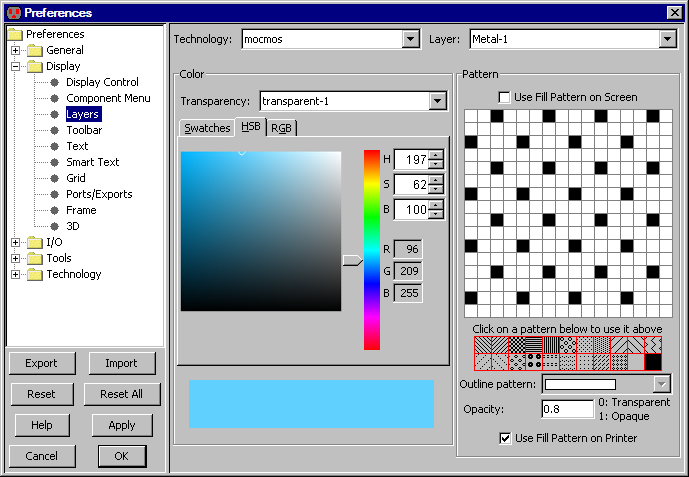 Preferences
Preferences
General
Display
Display Control
Component Menu
Layers
Toolbar
Text
Smart Text
Grid
Ports/Exports
Frame
3D
I/O
Tools
Technology
Export Import
Reset Reset All
Help Apply
Cancel OK
Technology: mocmos Layer: Metal-1
Color
Transparency: transparent-1
Swatches HSB RGB
H 197
S 62
B 100
R 96
G 209
B 255
Pattern
Use Fill Pattern on Screen
Click on a pattern below to use it above
Outline pattern:
Opacity: 0.8 0: Transparent
1: Opaque
Use Fill Pattern on Printer